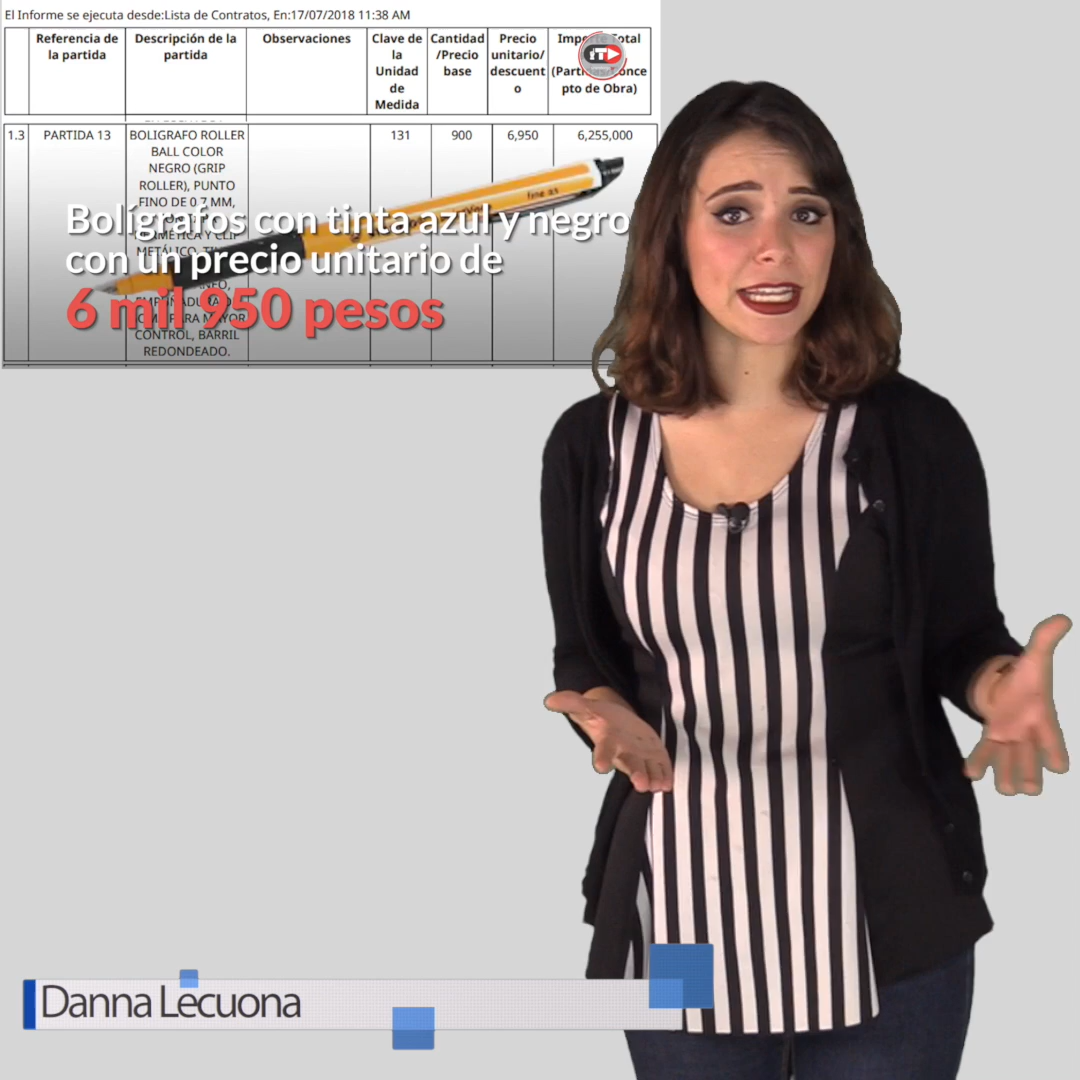 El Informe se ejecuta desde:Lista de Contratos, En:17/07/2018 11:38 AM
Referencia de la partida
Descripción de la partida
Observaciones
Clave de la Unidad de Medida
Cantidad /Precio base
Precio unitario/ descuent o
Importe Total
pto de Obra)
1.3
PARTIDA 13
BOLIGRAFO ROLLER
BALL COLOR
NEGRO (GRIP
ROLLER), PUNTO
FINO DE 0.7 MM,
131
900
6,950
6,255,000
fine
Bolígrafos con tinta azul y negro
con un precio unitario de
6 mil 950 pesos
CONTROL, BARRIL
REDONDEADO.
Danna Lecuona